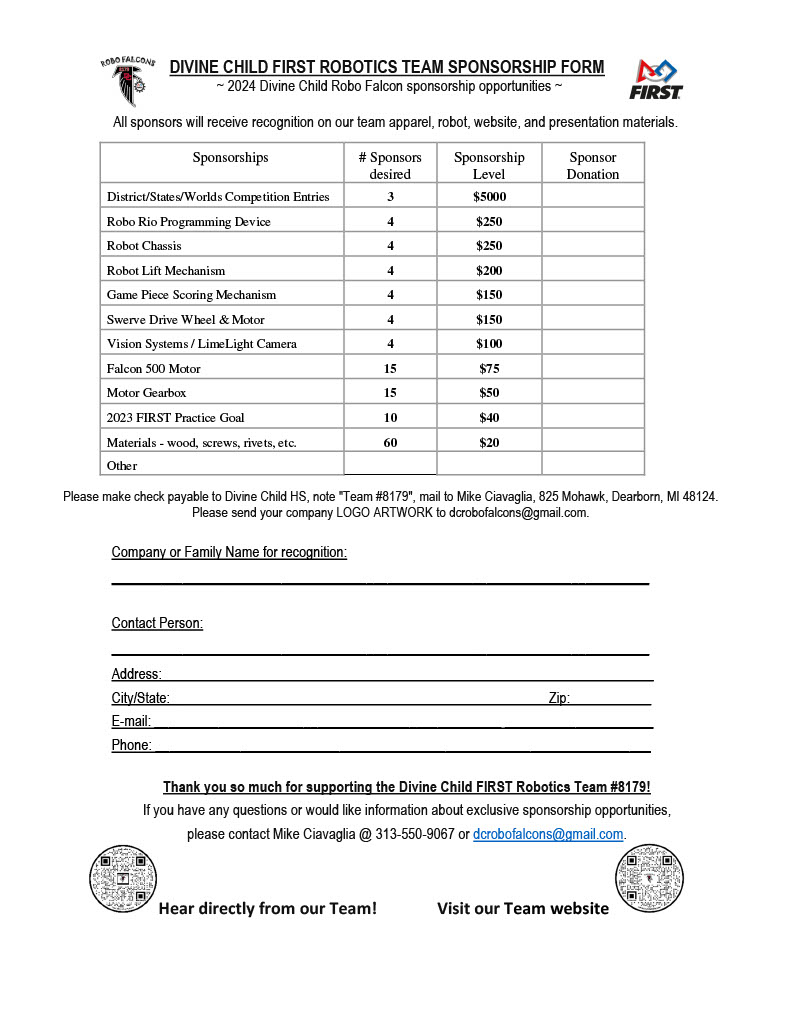 ROBO FALCONS
DIVINE CHILD FIRST ROBOTICS TEAM SPONSORSHIP FORM
~ 2024 Divine Child Robo Falcon sponsorship opportunities ~
FIRST
All sponsors will receive recognition on our team apparel, robot, website, and presentation materials.
Sponsorships # Sponsors desired Sponsorship Level Sponsor Donation
District/States/Worlds Competition Entries 3 $5000
Robo Rio Programming Device 4 $250
Robot Chassis 4 $250
Robot Lift Mechanism 4 $200
Game Piece Scoring Mechanism 4 $150
Swerve Drive Wheel & Motor 4 $150
Vision Systems / LimeLight Camera 4 $100
Falcon 500 Motor 15 $75
Motor Gearbox 15 $50
2023 FIRST Practice Goal 10 $40
Materials - wood, screws, rivets, etc. 60 $20
Other
Please make check payable to Divine Child HS, note "Team #8179", mail to Mike Ciavaglia, 825 Mohawk, Dearborn, MI 48124.
Please send your company LOGO ARTWORK to dcrobofalcons@gmail.com.
Company or Family Name for recognition:
Contact Person:
Address:
City/State: Zip:
E-mail:
Phone:
Thank you so much for supporting the Divine Child FIRST Robotics Team #8179!
If you have any questions or would like information about exclusive sponsorship opportunities,
please contact Mike Ciavaglia @ 313-550-9067 or dcrobofalcons@gmail.com.
Hear directly from our Team! Visit our Team website